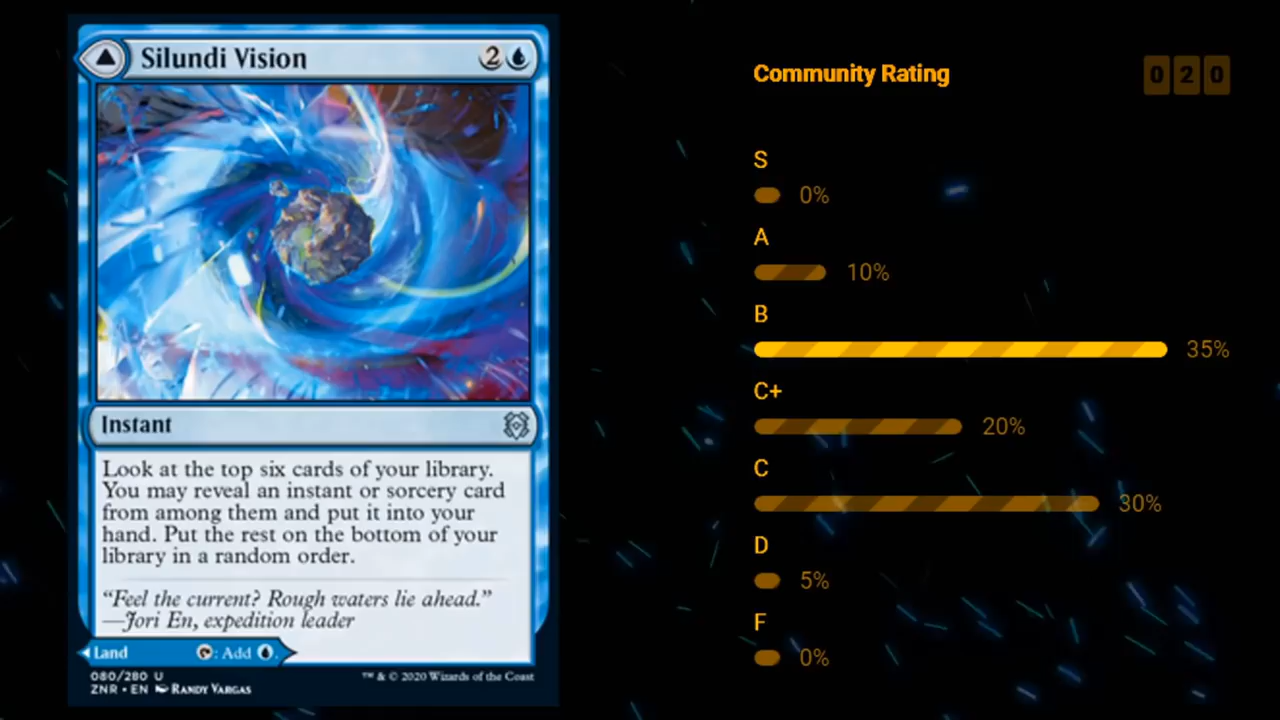 Silundi Vision 2
Instant
Look at the top six cards of your library.
You may reveal an instant or sorcery card
from among them and put it into your
hand. Put the rest on the bottom of your
library in a random order.
“Feel the current? Rough waters lie ahead.”
—Jori En, expedition leader
Land : Add .
080/280 U
ZNR • EN Randy Vargas
™ & © 2020 Wizards of the Coast
Community Rating
020
S
0%
A
10%
B
35%
C+
20%
C
30%
D
5%
F
0%